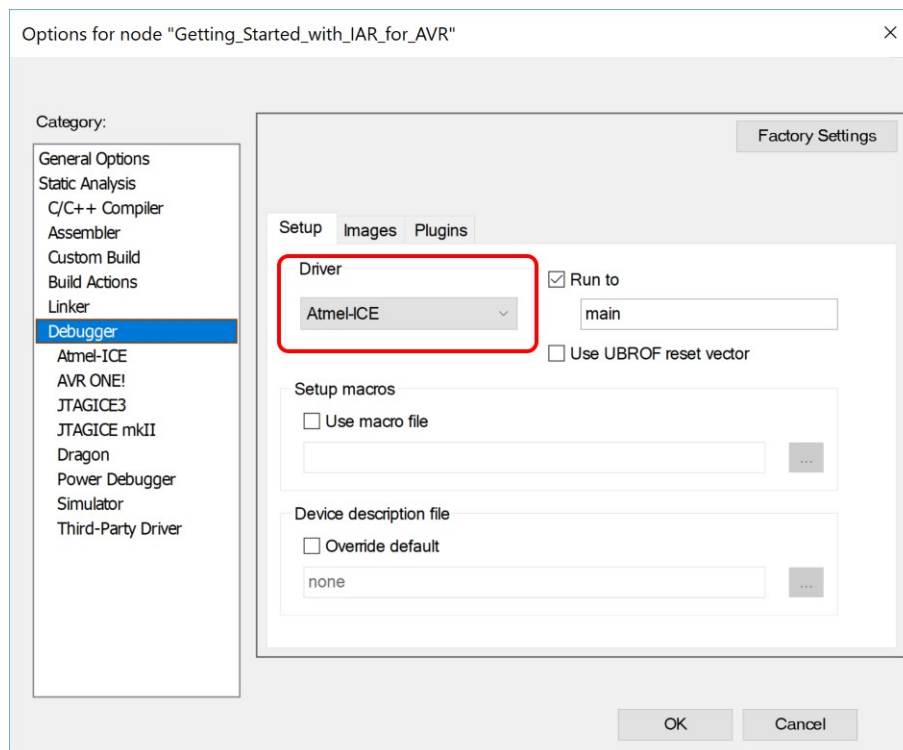 Options for node "Getting_Started_with_IAR_for_AVR"
Category:
General Options
Static Analysis
C/C++ Compiler
Assembler
Custom Build
Build Actions
Linker
Debugger
Atmel-ICE
AVR ONE!
JTAGICE3
JTAGICE mkII
Dragon
Power Debugger
Simulator
Third-Party Driver
Factory Settings
Setup Images Plugins
Driver
Atmel-ICE
Run to
main
Use UBROF reset vector
Setup macros
Use macro file
...
Device description file
Override default
none
...
OK Cancel